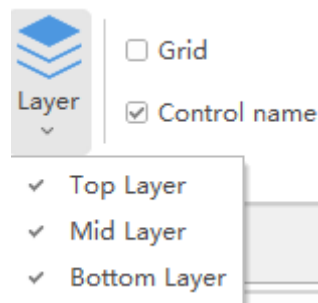 Grid
Layer
Control name
Top Layer
Mid Layer
Bottom Layer